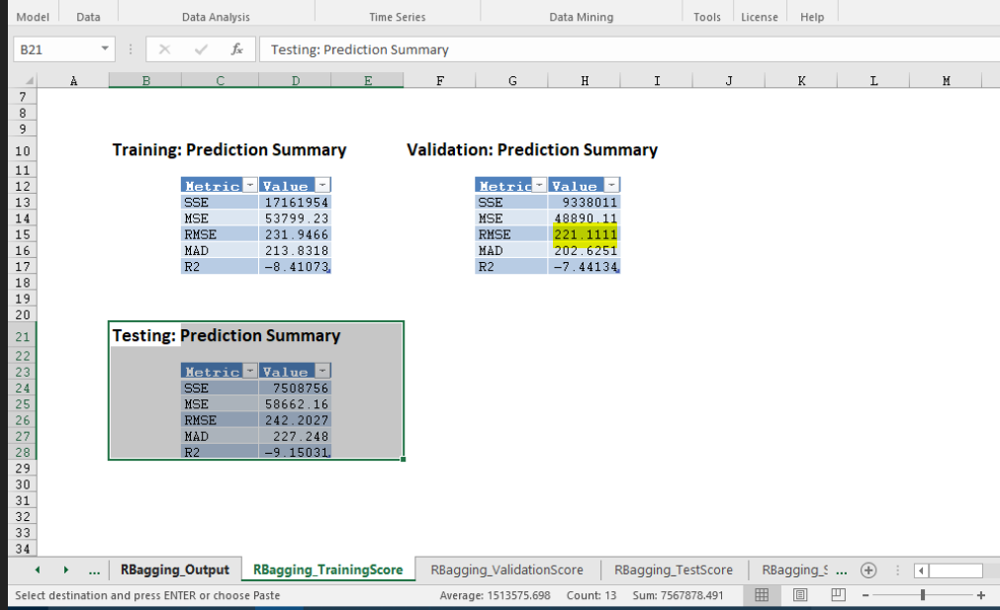 Model Data Data Analysis Time Series Data Mining Tools License Help
B21 fx Testing: Prediction Summary
A B C D E F G H I J K L M
7
8
9
10 Training: Prediction Summary Validation: Prediction Summary
11
12 Metric Value Metric Value
13 SSE 17161954 SSE 9338011
14 MSE 53799.23 MSE 48890.11
15 RMSE 231.9466 RMSE 221.1111
16 MAD 213.8318 MAD 202.6251
17 R2 -8.41073 R2 -7.44134
18
19
20
21 Testing: Prediction Summary
22
23 Metric Value
24 SSE 7508756
25 MSE 58662.16
26 RMSE 242.2027
27 MAD 227.248
28 R2 -9.15031
29
30
31
32
33
34
... RBagging_Output RBagging_TrainingScore RBagging_ValidationScore RBagging_TestScore RBagging_S ...
Select destination and press ENTER or choose Paste Average: 1513575.698 Count: 13 Sum: 7567878.491